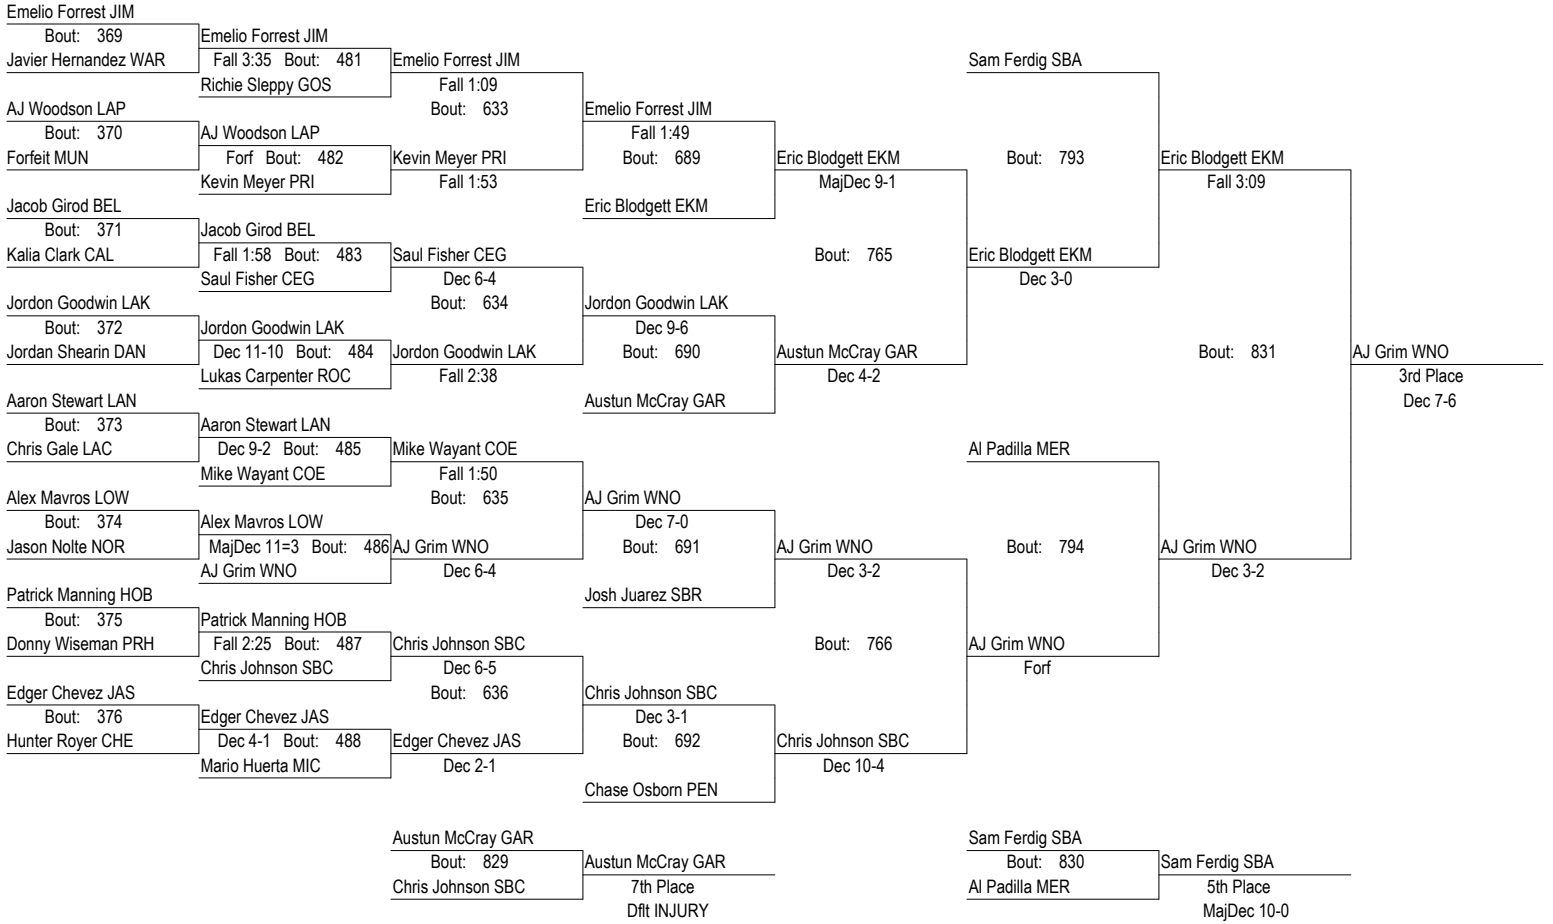 Emelio Forrest JIM
Bout: 369
Javier Hernandez WAR
AJ Woodson LAP
Bout: 370
Forfeit MUN
Jacob Girod BEL
Bout: 371
Kalia Clark CAL
Jordon Goodwin LAK
Bout: 372
Jordan Shearin DAN
Aaron Stewart LAN
Bout: 373
Chris Gale LAC
Alex Mavros LOW
Bout: 374
Jason Nolte NOR
Patrick Manning HOB
Bout: 375
Donny Wiseman PRH
Edger Chevez JAS
Bout: 376
Hunter Royer CHE
Emelio Forrest JIM
Fall 3:35 Bout: 481
Richie Sleppy GOS
AJ Woodson LAP
Forf Bout: 482
Kevin Meyer PRI
Jacob Girod BEL
Fall 1:58 Bout: 483
Saul Fisher CEG
Jordon Goodwin LAK
Dec 11-10 Bout: 484
Lukas Carpenter ROC
Aaron Stewart LAN
Dec 9-2 Bout: 485
Mike Wayant COE
Alex Mavros LOW
MajDec 11=3 Bout: 486
AJ Grim WNO
Patrick Manning HOB
Fall 2:25 Bout: 487
Chris Johnson SBC
Edger Chevez JAS
Dec 4-1 Bout: 488
Mario Huerta MIC
Emelio Forrest JIM
Fall 1:09
Bout: 633
Kevin Meyer PRI
Fall 1:53
Saul Fisher CEG
Dec 6-4
Bout: 634
Jordon Goodwin LAK
Fall 2:38
Mike Wayant COE
Fall 1:50
Bout: 635
AJ Grim WNO
Dec 6-4
Chris Johnson SBC
Dec 6-5
Bout: 636
Edger Chevez JAS
Dec 2-1
Emelio Forrest JIM
Fall 1:49
Bout: 689
Eric Blodgett EKM
Jordon Goodwin LAK
Dec 9-6
Bout: 690
Austun McCray GAR
AJ Grim WNO
Dec 7-0
Bout: 691
Josh Juarez SBR
Chris Johnson SBC
Dec 3-1
Bout: 692
Chase Osborn PEN
Eric Blodgett EKM
MajDec 9-1
Bout: 765
Austun McCray GAR
Dec 4-2
AJ Grim WNO
Dec 3-2
Bout: 766
Chris Johnson SBC
Dec 10-4
Sam Ferdig SBA
Bout: 793
Eric Blodgett EKM
Dec 3-0
Al Padilla MER
Bout: 794
AJ Grim WNO
Forf
Eric Blodgett EKM
Fall 3:09
Bout: 831
AJ Grim WNO
Dec 3-2
AJ Grim WNO
3rd Place
Dec 7-6
Austun McCray GAR
Bout: 829
Chris Johnson SBC
Austun McCray GAR
7th Place
Dflt INJURY
Sam Ferdig SBA
Bout: 830
Al Padilla MER
Sam Ferdig SBA
5th Place
MajDec 10-0